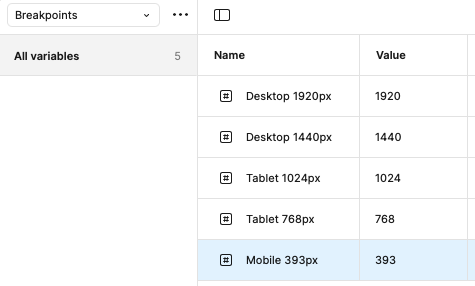 Breakpoints
All variables 5
Name Value
Desktop 1920px 1920
Desktop 1440px 1440
Tablet 1024px 1024
Tablet 768px 768
Mobile 393px 393